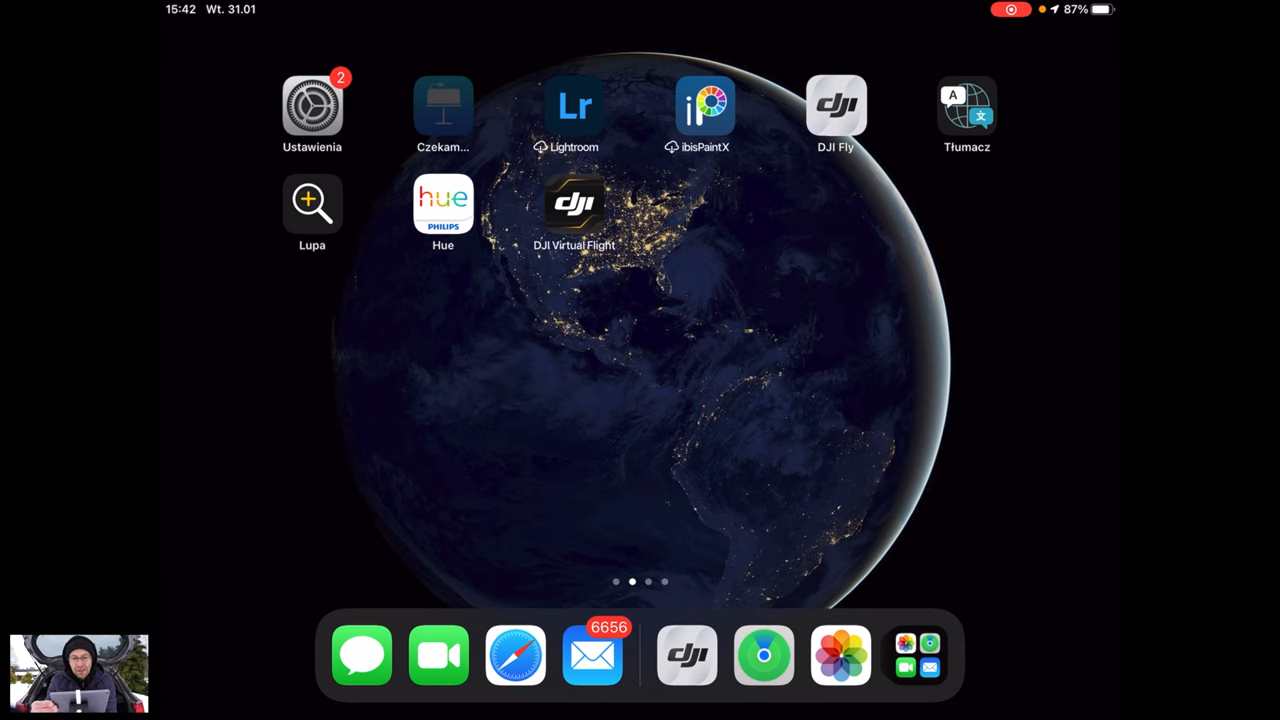 15:42 Wt. 31.01
87%
2
Lr
iP
dji
A
文
Ustawienia
Czekam...
Lightroom
ibisPaintX
DJI Fly
Tłumacz
hue
PHILIPS
dji
Lupa
Hue
DJI Virtual Flight
6656
dji